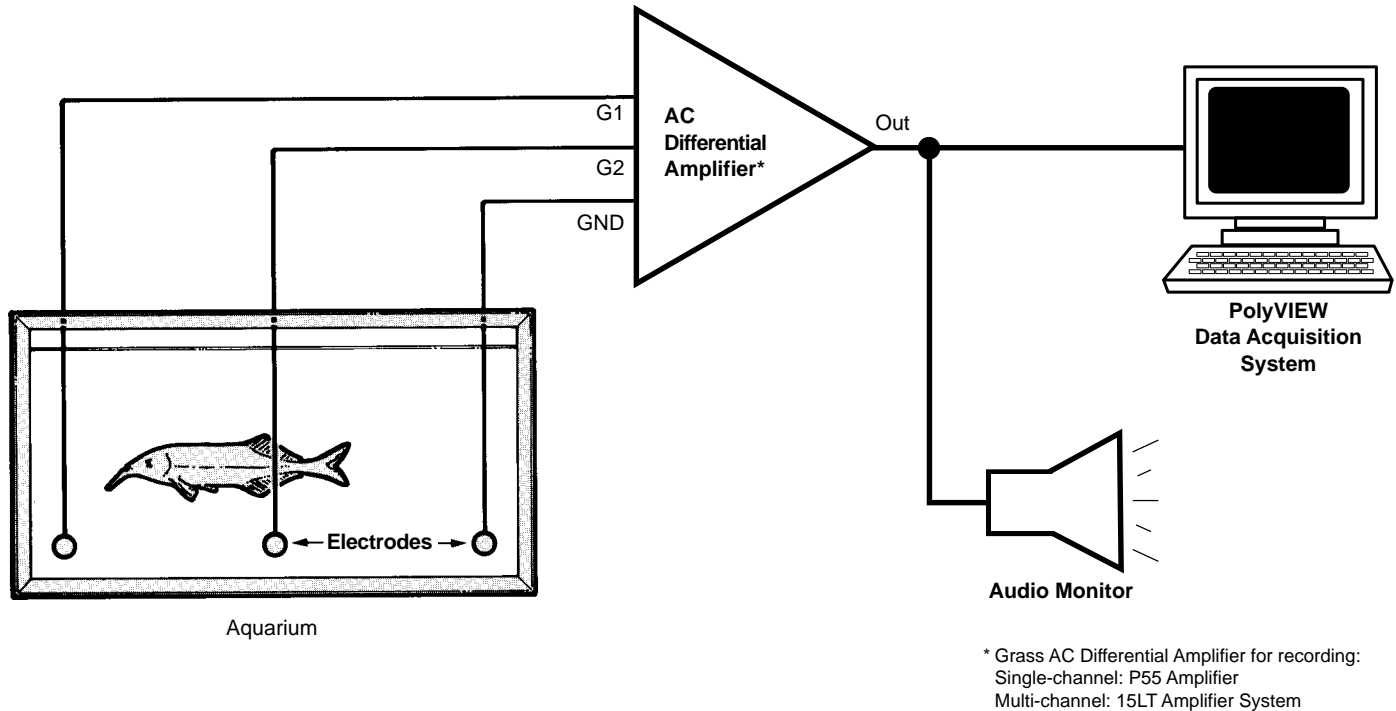 G1
G2
GND
AC
Differential
Amplifier*
Out
PolyVIEW
Data Acquisition
System
Electrodes
Aquarium
Audio Monitor
* Grass AC Differential Amplifier for recording:
Single-channel: P55 Amplifier
Multi-channel: 15LT Amplifier System